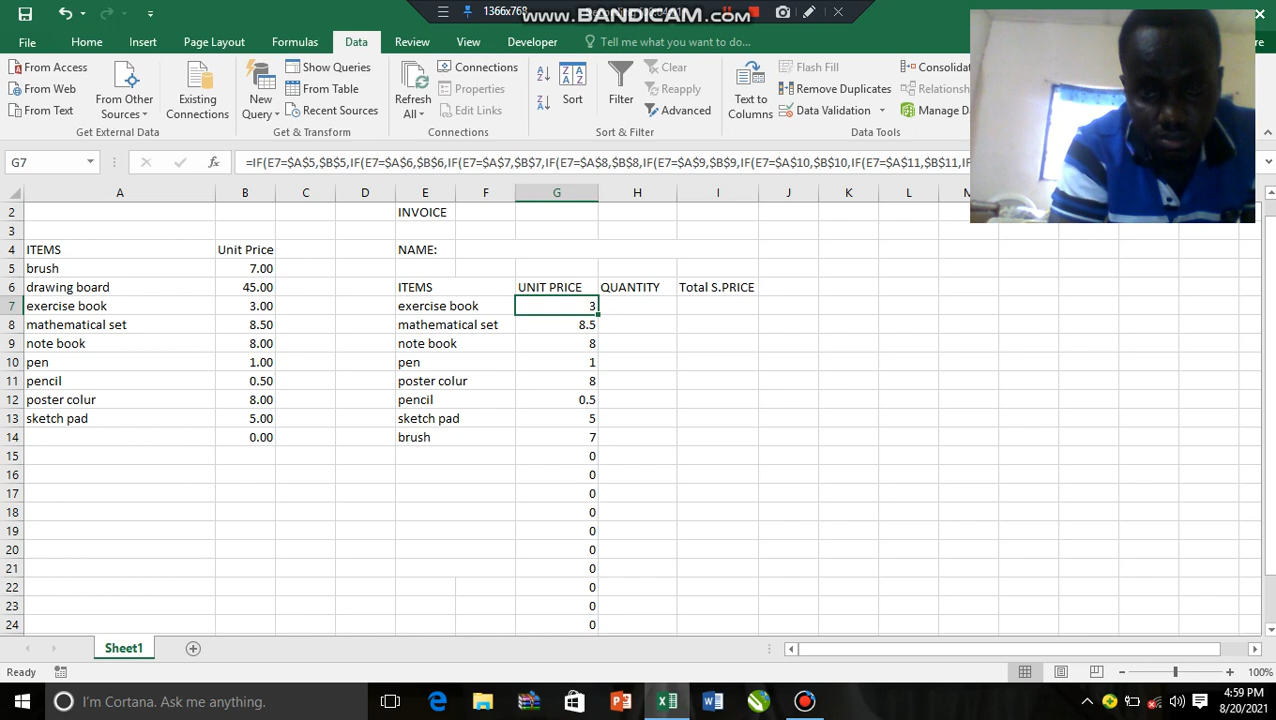 1366x768
www.BANDICAM.com
File Home Insert Page Layout Formulas Data Review View Developer Tell me what you want to do...
From Access
From Web
From Text
From Other Sources
Existing Connections
Get External Data
New Query
Show Queries
From Table
Recent Sources
Get & Transform
Refresh All
Connections
Properties
Edit Links
Connections
Sort
Filter
Clear
Reapply
Advanced
Sort & Filter
Text to Columns
Flash Fill
Remove Duplicates
Data Validation
Consolida
Relations
Manage D
Data Tools
G7 fx =IF(E7=$A$5,$B$5,IF(E7=$A$6,$B$6,IF(E7=$A$7,$B$7,IF(E7=$A$8,$B$8,IF(E7=$A$9,$B$9,IF(E7=$A$10,$B$10,IF(E7=$A$11,$B$11,IF
A B C D E F G H I J K L M
2 INVOICE
3
4 ITEMS Unit Price NAME:
5 brush 7.00
6 drawing board 45.00 ITEMS UNIT PRICE QUANTITY Total S.PRICE
7 exercise book 3.00 exercise book 3
8 mathematical set 8.50 mathematical set 8.5
9 note book 8.00 note book 8
10 pen 1.00 pen 1
11 pencil 0.50 poster colur 8
12 poster colur 8.00 pencil 0.5
13 sketch pad 5.00 sketch pad 5
14 0.00 brush 7
15 0
16 0
17 0
18 0
19 0
20 0
21 0
22 0
23 0
24 0
Sheet1
Ready 100%
I'm Cortana. Ask me anything.
4:59 PM
8/20/2021